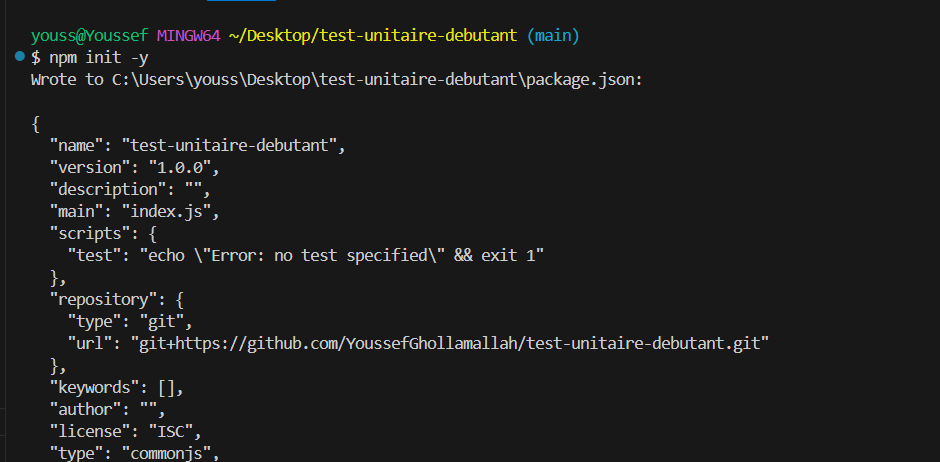 youss@Youssef MINGW64 ~/Desktop/test-unitaire-debutant (main)
$ npm init -y
Wrote to C:\Users\youss\Desktop\test-unitaire-debutant\package.json:

{
  "name": "test-unitaire-debutant",
  "version": "1.0.0",
  "description": "",
  "main": "index.js",
  "scripts": {
    "test": "echo \"Error: no test specified\" && exit 1"
  },
  "repository": {
    "type": "git",
    "url": "git+https://github.com/YoussefGhollamallah/test-unitaire-debutant.git"
  },
  "keywords": [],
  "author": "",
  "license": "ISC",
  "type": "commonjs",